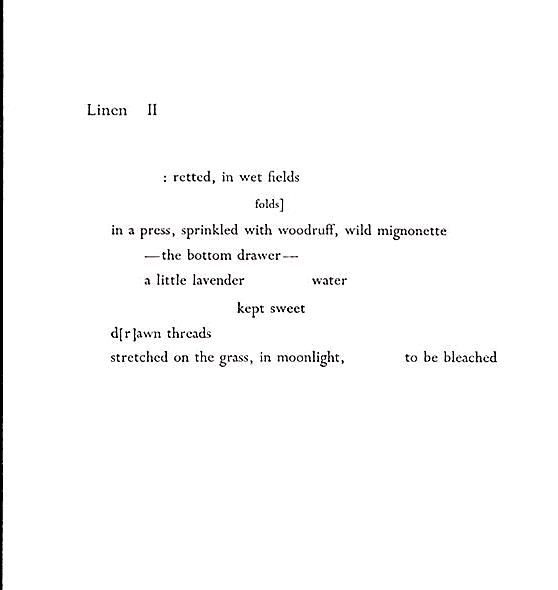 Linen II
: retted, in wet fields
folds]
in a press, sprinkled with woodruff, wild mignonette
—the bottom drawer—
a little lavender water
kept sweet
d[r]awn threads
stretched on the grass, in moonlight, to be bleached